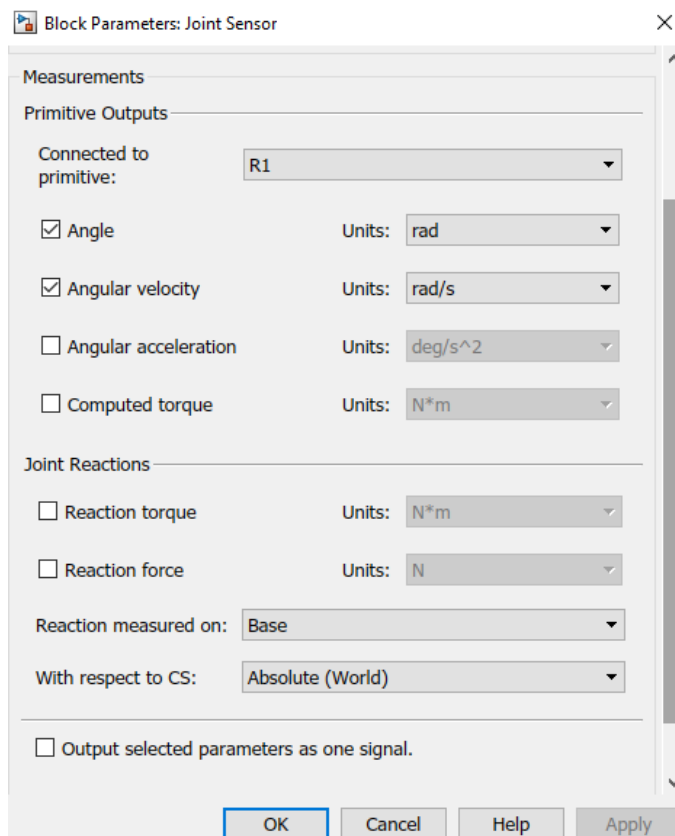 Block Parameters: Joint Sensor
Measurements
Primitive Outputs
Connected to
primitive:
R1
Angle Units: rad
Angular velocity Units: rad/s
Angular acceleration Units: deg/s^2
Computed torque Units: N*m
Joint Reactions
Reaction torque Units: N*m
Reaction force Units: N
Reaction measured on: Base
With respect to CS: Absolute (World)
Output selected parameters as one signal.
OK Cancel Help Apply